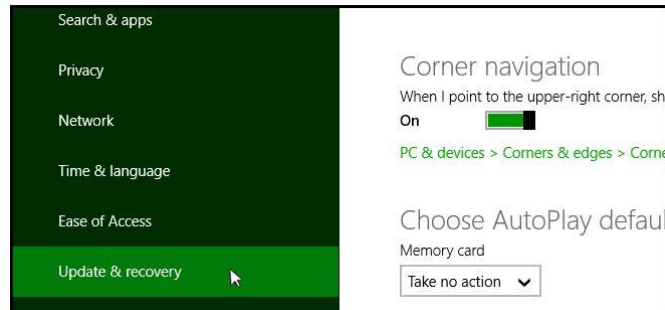 Search & apps
Privacy
Network
Time & language
Ease of Access
Update & recovery
Corner navigation
When I point to the upper-right corner, sh
On
PC & devices > Corners & edges > Corne
Choose AutoPlay defaul
Memory card
Take no action